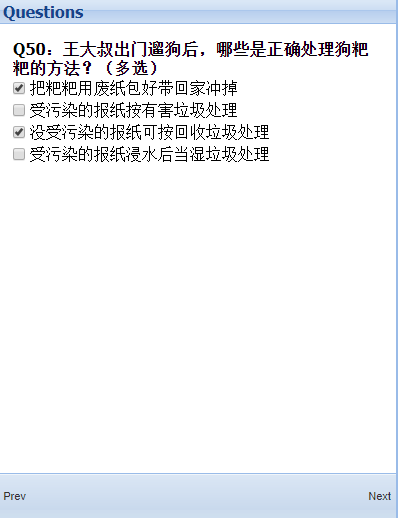 Questions
Q50：王大叔出门遛狗后，哪些是正确处理狗粑
粑的方法？（多选）
把粑粑用废纸包好带回家冲掉
受污染的报纸按有害垃圾处理
没受污染的报纸可按回收垃圾处理
受污染的报纸浸水后当湿垃圾处理
Prev Next